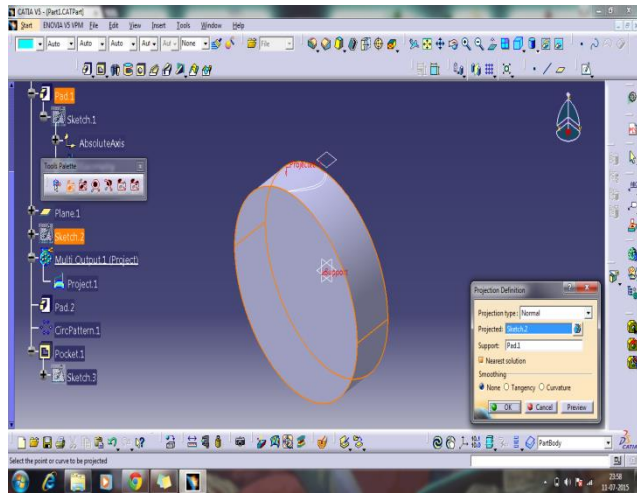 CATIA V5 - [Part1.CATPart]
Start ENOVIA V5 VPM File Edit View Insert Tools Window Help
Auto Auto Auto Aut Aut None File
Pad.1
Sketch.1
AbsoluteAxis
Tools Palette
Plane.1
Sketch.2
Multi Output.1 (Project)
Project.1
Pad.2
CircPattern.1
Pocket.1
Sketch.3
Support
Projection Definition
Projection type : Normal
Projected: Sketch.2
Support: Pad.1
Nearest solution
Smoothing
None Tangency Curvature
OK Cancel Preview
PartBody
CATIA
Select the point or curve to be projected
23:58
11-07-2015